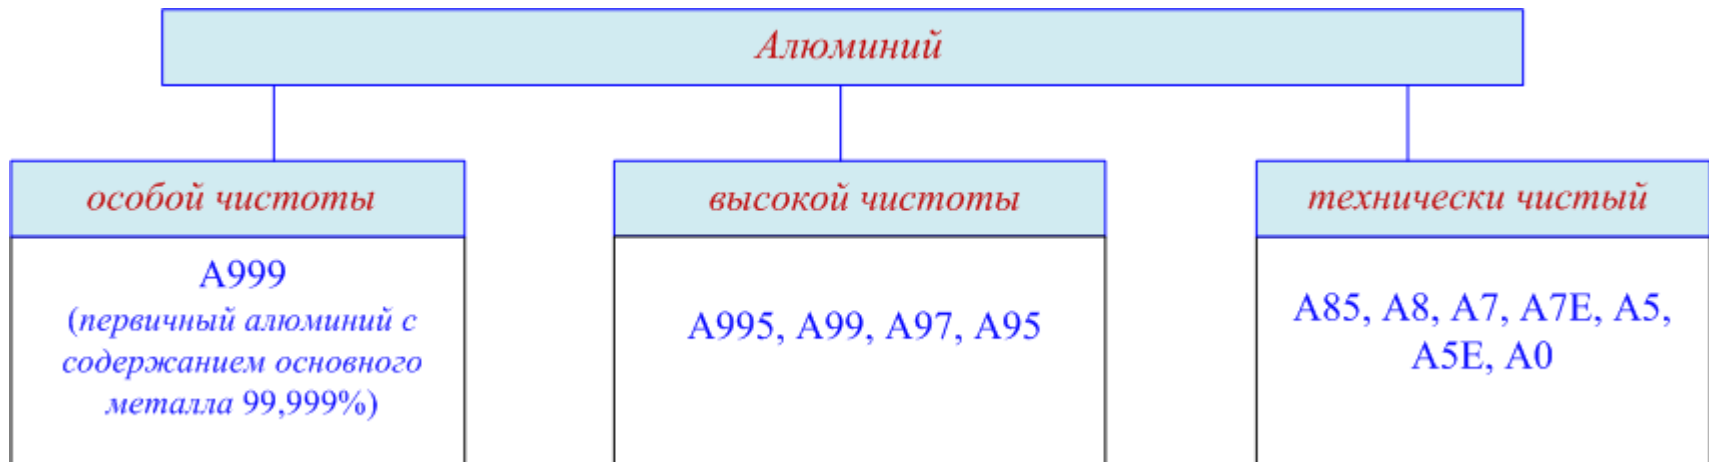 Алюминий
особой чистоты
А999
(первичный алюминий с
содержанием основного
металла 99,999%)
высокой чистоты
А995, А99, А97, А95
технически чистый
А85, А8, А7, А7Е, А5,
А5Е, А0